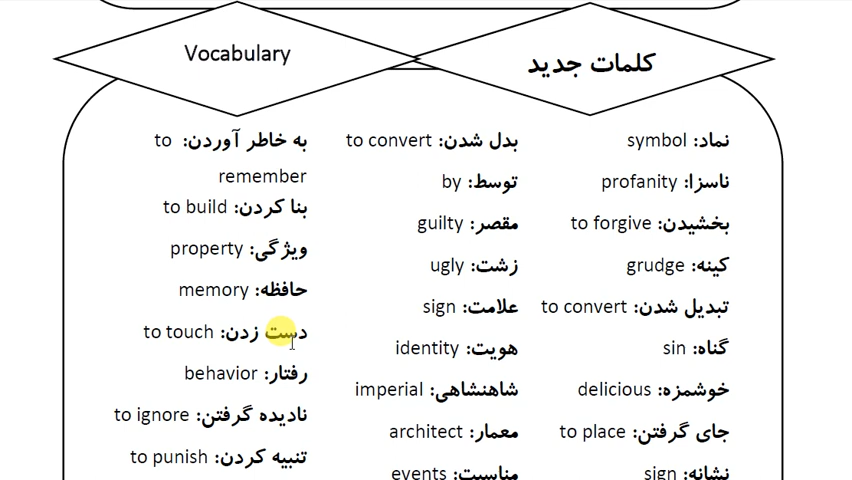 Vocabulary
کلمات جدید
نماد: symbol
ناسزا: profanity
بخشیدن: to forgive
کینه: grudge
تبدیل شدن: to convert
گناه: sin
خوشمزه: delicious
جای گرفتن: to place
نشانه: sign
بدل شدن: to convert
توسط: by
مقصر: guilty
زشت: ugly
علامت: sign
هویت: identity
شاهنشاهی: imperial
معمار: architect
مناسبت: events
به خاطر آوردن: to
remember
بنا کردن: to build
ویژگی: property
حافظه: memory
دست زدن: to touch
رفتار: behavior
نادیده گرفتن: to ignore
تنبیه کردن: to punish